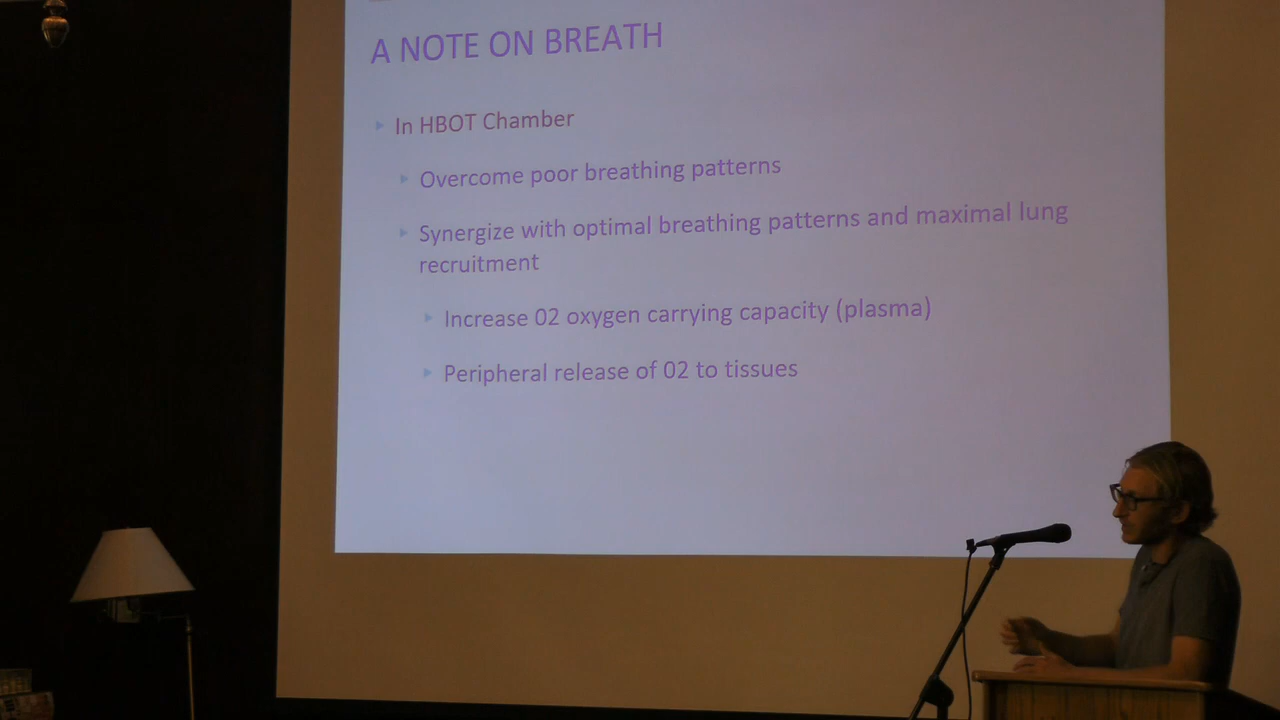 A NOTE ON BREATH
In HBOT Chamber
Overcome poor breathing patterns
Synergize with optimal breathing patterns and maximal lung
recruitment
Increase 02 oxygen carrying capacity (plasma)
Peripheral release of 02 to tissues